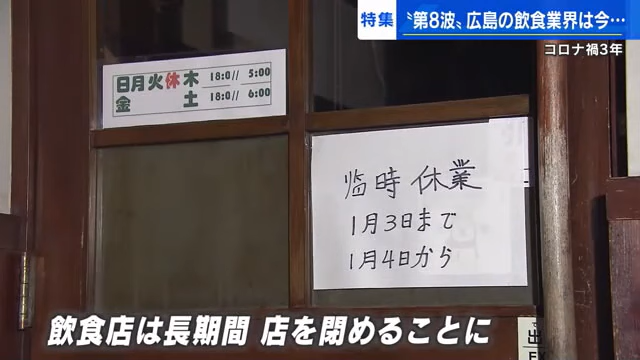 特集
〝第8波〟広島の飲食業界は今…
コロナ禍3年
日月火休木 18:0// 5:00
金 土 18:0// 6:00
臨時休業
1月3日まで
1月4日から
飲食店は長期間 店を閉めることに
出